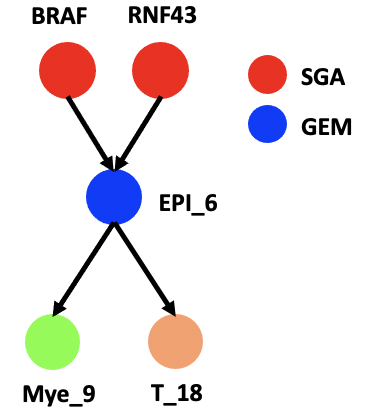 BRAF RNF43
SGA
GEM
EPI_6
Mye_9 T_18